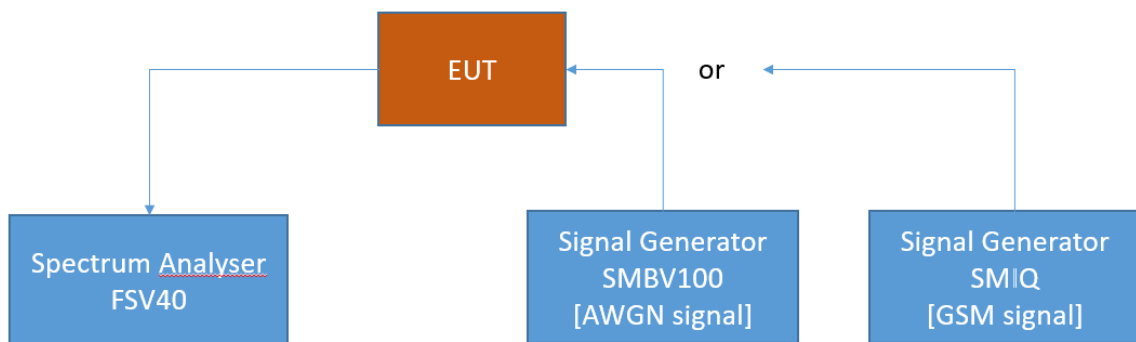 EUT
or
Spectrum Analyser
FSV40
Signal Generator
SMBV100
[AWGN signal]
Signal Generator
SMIQ
[GSM signal]